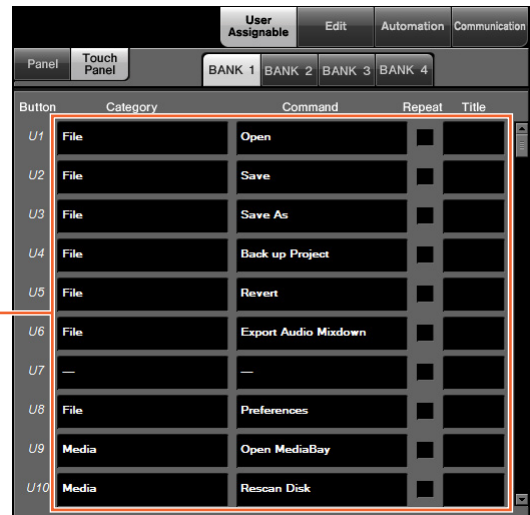 User Assignable Edit Automation Communication
Panel Touch Panel BANK 1 BANK 2 BANK 3 BANK 4
Button Category Command Repeat Title
U1 File Open
U2 File Save
U3 File Save As
U4 File Back up Project
U5 File Revert
U6 File Export Audio Mixdown
U7 — —
U8 File Preferences
U9 Media Open MediaBay
U10 Media Rescan Disk